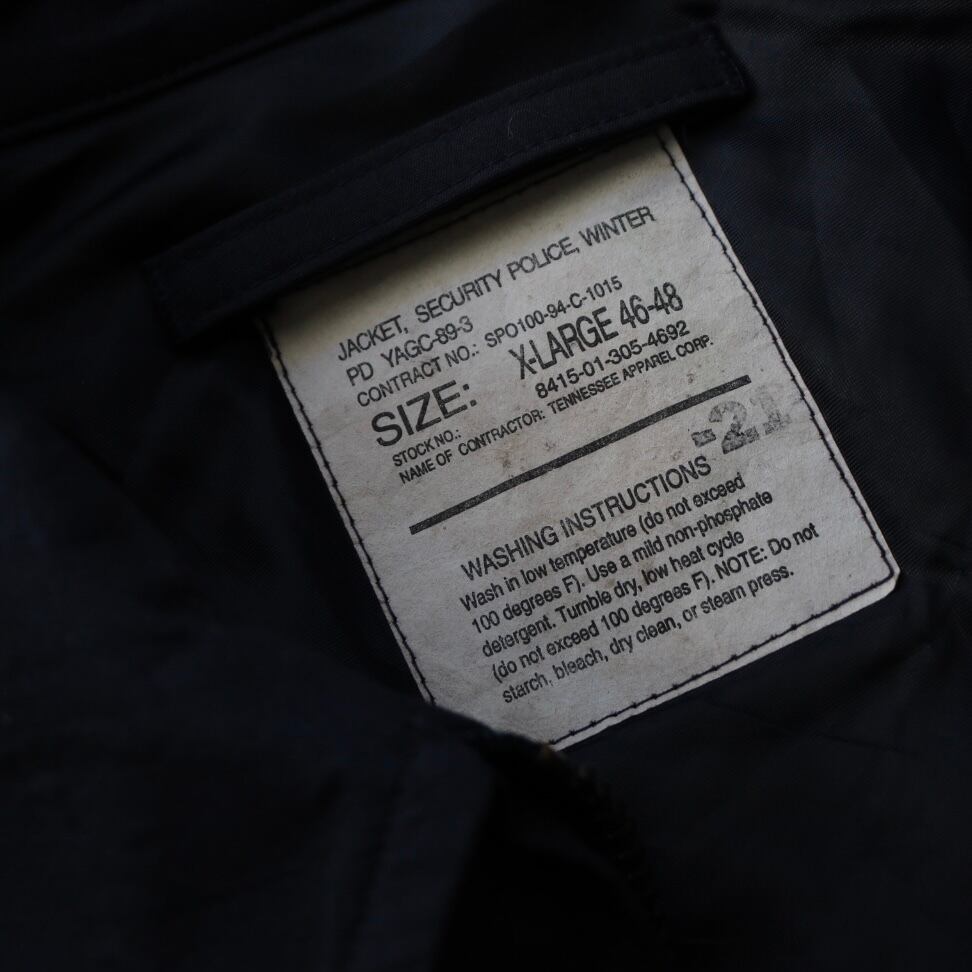 JACKET, SECURITY POLICE, WINTER
PD YAGC-89-3
CONTRACT NO.: SPO100-94-C-1015
SIZE: X-LARGE 46-48
STOCK NO.: 8415-01-305-4692
NAME OF CONTRACTOR: TENNESSEE APPAREL CORP.
-21
WASHING INSTRUCTIONS
Wash in low temperature (do not exceed
100 degrees F). Use a mild non-phosphate
detergent. Tumble dry, low heat cycle
(do not exceed 100 degrees F). NOTE: Do not
starch, bleach, dry clean, or steam press.